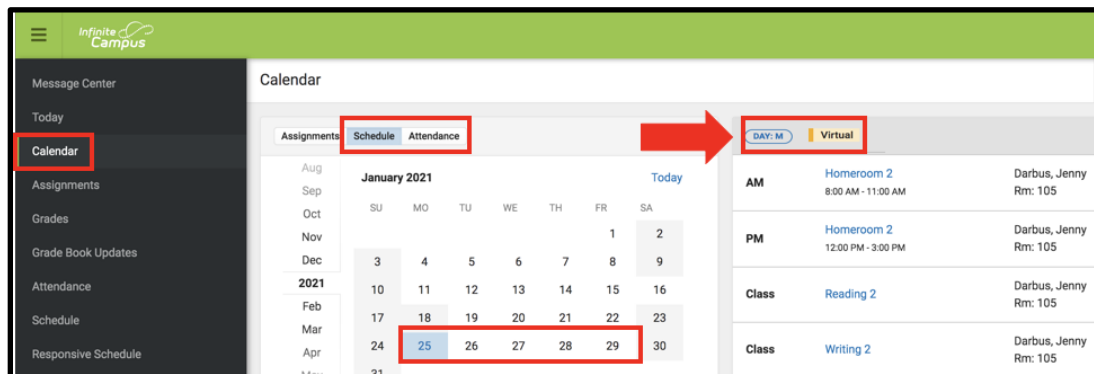 Infinite
Campus
Message Center
Today
Calendar
Assignments
Grades
Grade Book Updates
Attendance
Schedule
Responsive Schedule
Calendar
Assignments Schedule Attendance
Aug
Sep
Oct
Nov
Dec
2021
Feb
Mar
Apr
May
January 2021 Today
SU MO TU WE TH FR SA
1 2
3 4 5 6 7 8 9
10 11 12 13 14 15 16
17 18 19 20 21 22 23
24 25 26 27 28 29 30
31
DAY: M Virtual
AM Homeroom 2 Darbus, Jenny
8:00 AM - 11:00 AM Rm: 105
PM Homeroom 2 Darbus, Jenny
12:00 PM - 3:00 PM Rm: 105
Class Reading 2 Darbus, Jenny
Rm: 105
Class Writing 2 Darbus, Jenny
Rm: 105